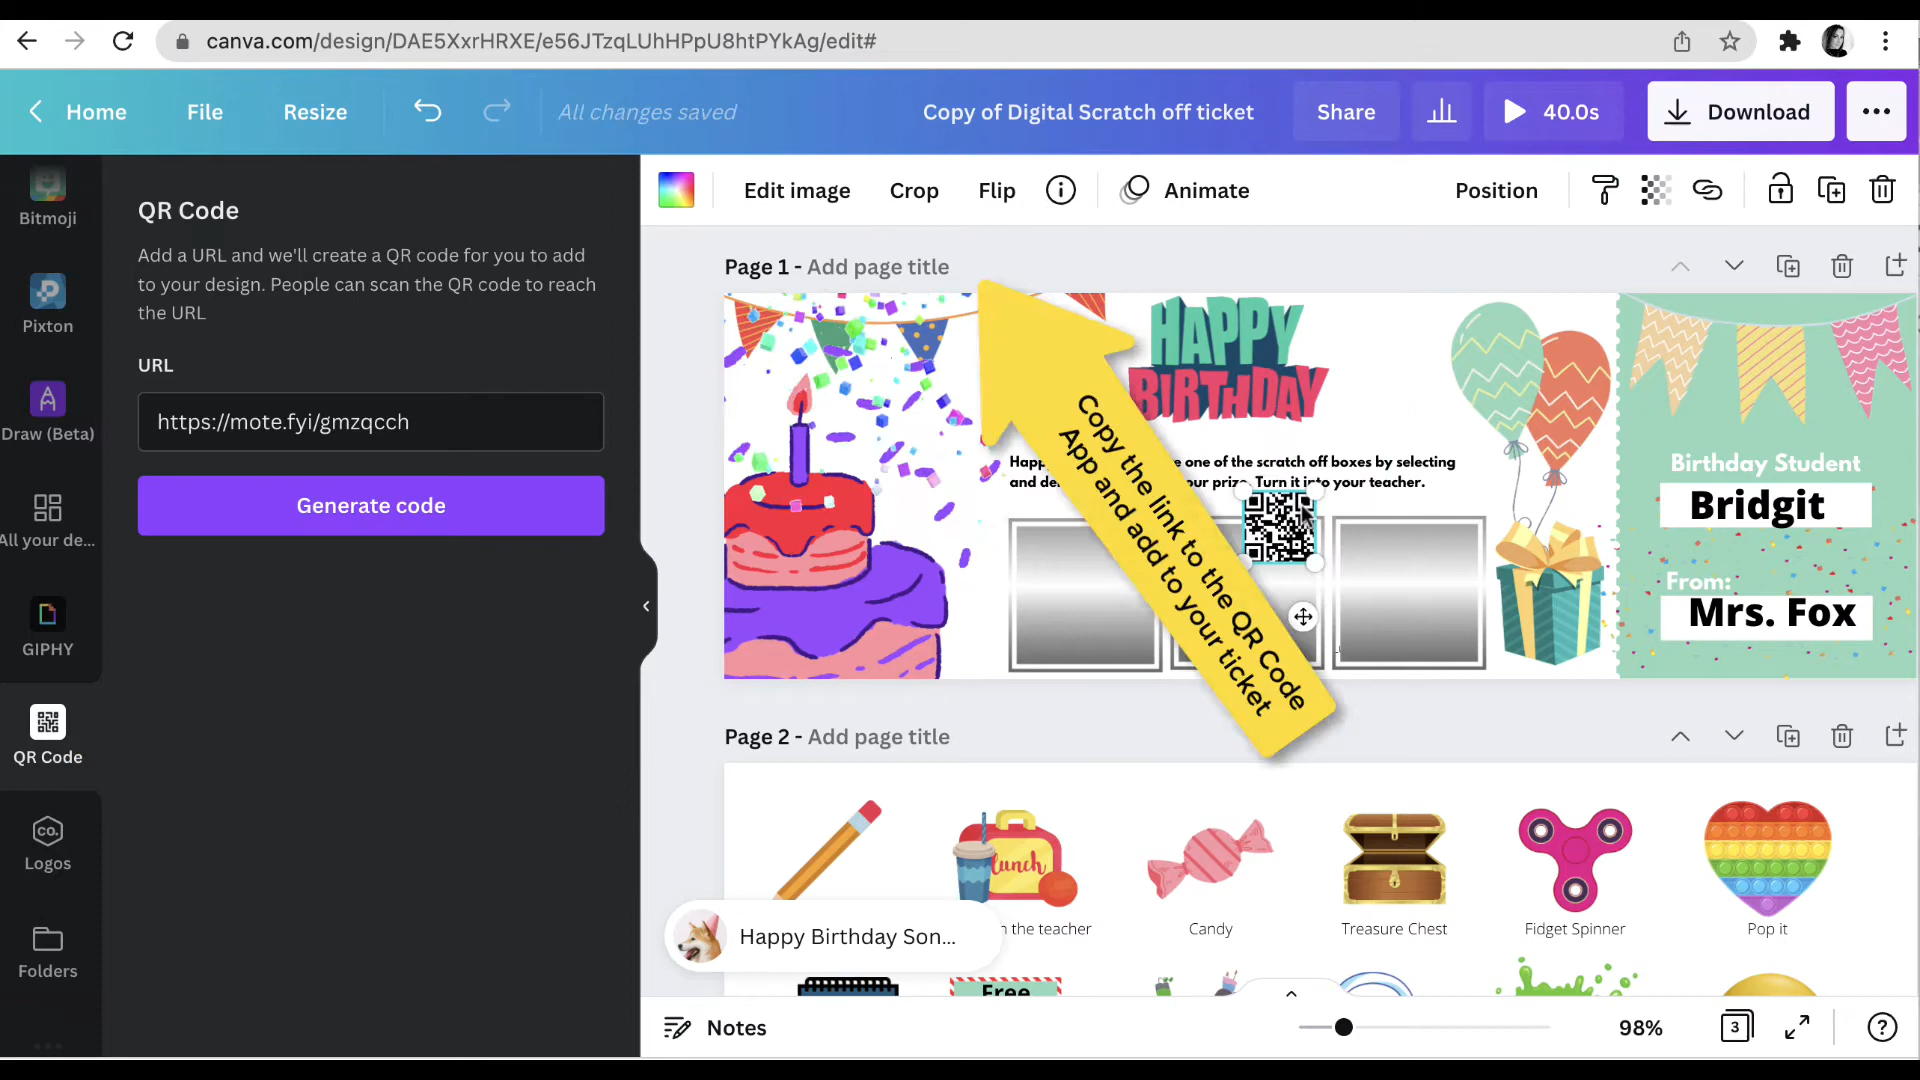 canva.com/design/DAE5XxrHRXE/e56JTzqLUhHPpU8htPYkAg/edit#
Home File Resize All changes saved Copy of Digital Scratch off ticket Share 40.0s Download
Bitmoji
Pixton
Draw (Beta)
All your de...
GIPHY
QR Code
Logos
Folders
QR Code
Add a URL and we'll create a QR code for you to add
to your design. People can scan the QR code to reach
the URL
URL
https://mote.fyi/gmzqcch
Generate code
Edit image Crop Flip Animate Position
Page 1 - Add page title
HAPPY
BIRTHDAY
one of the scratch off boxes by selecting
our prize. Turn it into your teacher.
Copy the link to the QR Code
App and add to your ticket
Birthday Student
Bridgit
From:
Mrs. Fox
Page 2 - Add page title
Lunch
the teacher
Candy
Treasure Chest
Fidget Spinner
Pop it
Happy Birthday Son...
Free
Notes 98% 3